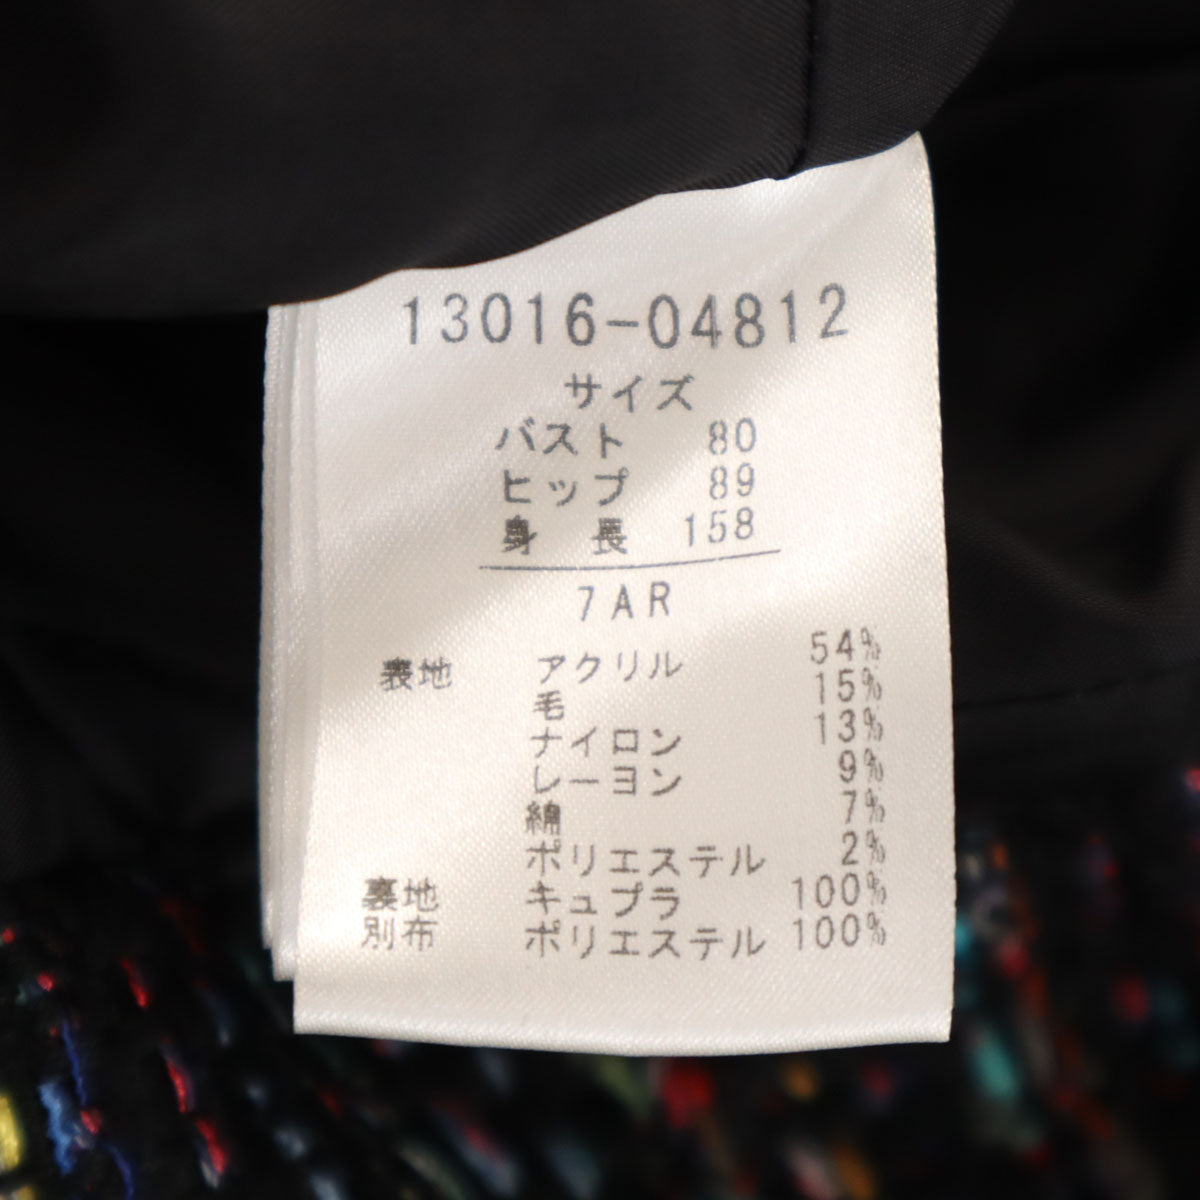 13016-04812
サイズ
バスト 80
ヒップ 89
身長 158
7AR
表地 アクリル 54%
毛 15%
ナイロン 13%
レーヨン 9%
綿 7%
ポリエステル 2%
裏地 キュプラ 100%
別布 ポリエステル 100%